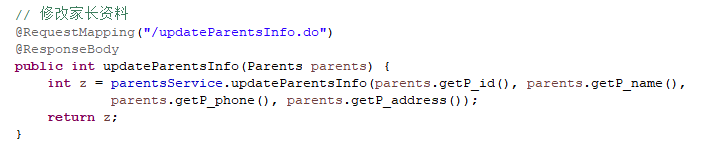 // 修改家长资料
@RequestMapping("/updateParentsInfo.do")
@ResponseBody
public int updateParentsInfo(Parents parents) {
    int z = parentsService.updateParentsInfo(parents.getP_id(), parents.getP_name(),
            parents.getP_phone(), parents.getP_address());
    return z;
}